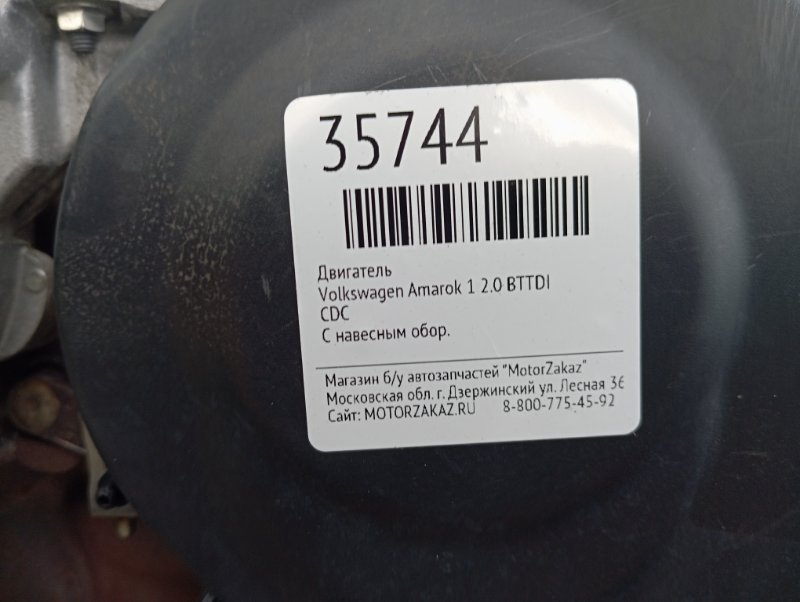 35744
Двигатель
Volkswagen Amarok 1 2.0 BTTDI
CDC
С навесным обор.
Магазин б/у автозапчастей "MotorZakaz"
Московская обл. г. Дзержинский ул. Лесная 36
Сайт: MOTORZAKAZ.RU 8-800-775-45-92